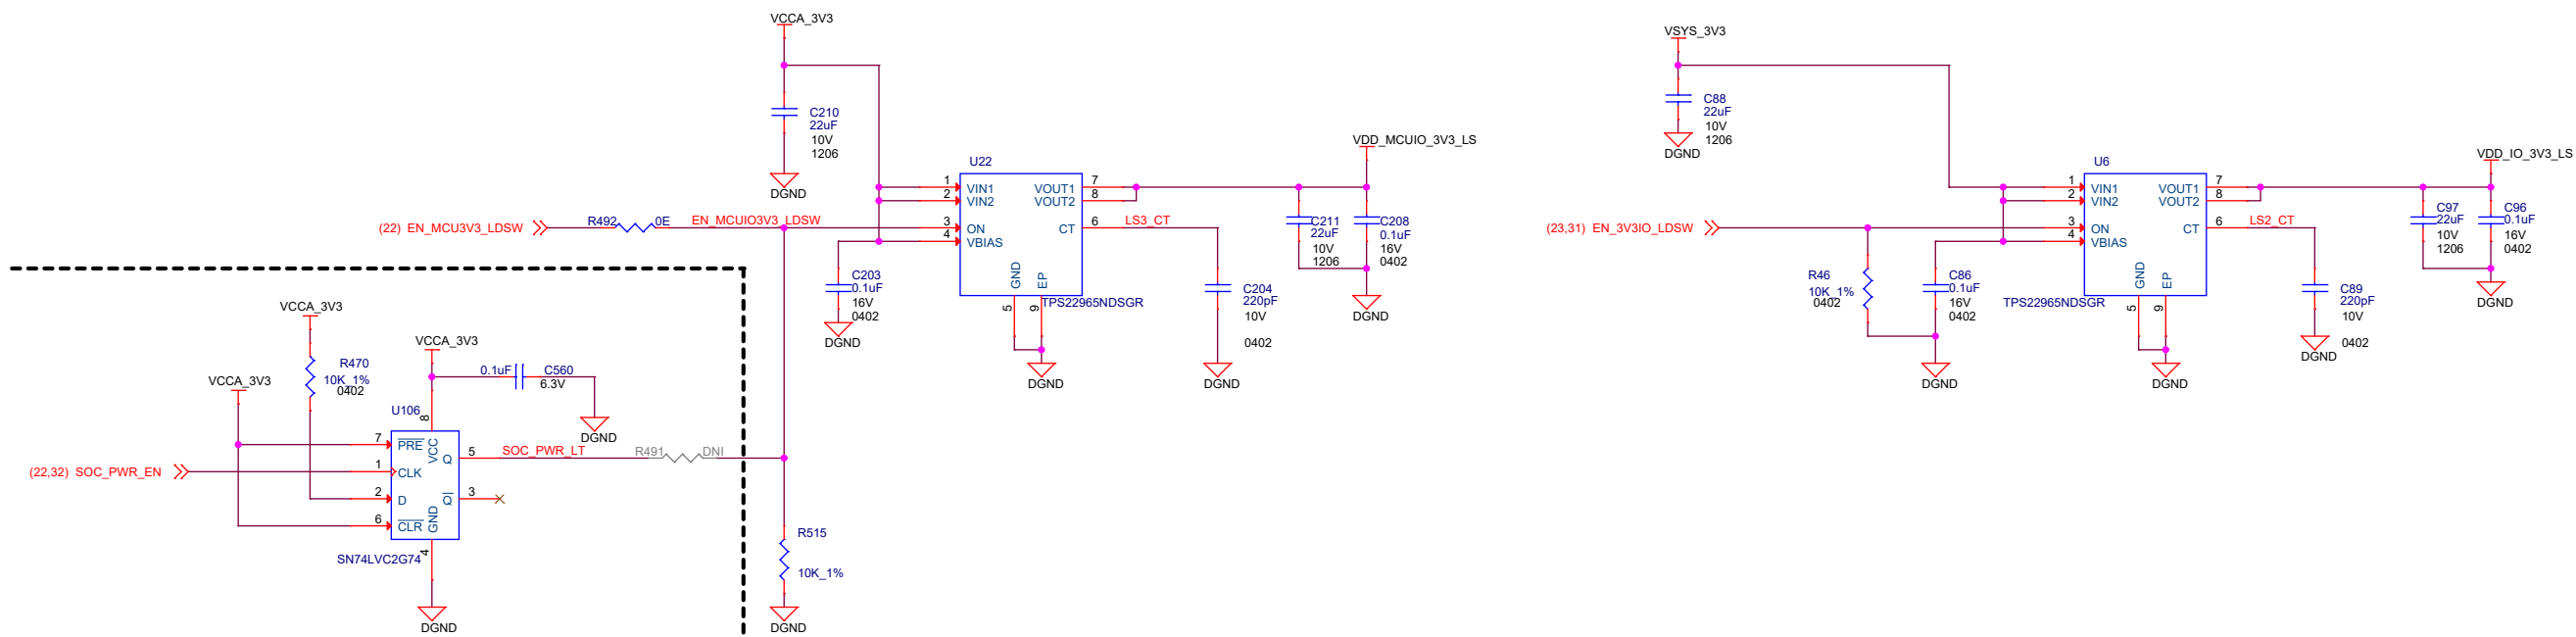 VCCA_3V3
C210
22uF
10V
1206
DGND
U22
1
VIN1
2
VIN2
3
ON
4
VBIAS
VOUT1
7
VOUT2
8
CT
6
GND
EP
5
9
TPS22965NDSGR
DGND
(22) EN_MCU3V3_LDSW
R492
0E
EN_MCUIO3V3_LDSW
C203
0.1uF
16V
0402
DGND
LS3_CT
C204
220pF
10V
0402
DGND
VDD_MCUIO_3V3_LS
C211
22uF
10V
1206
C208
0.1uF
16V
0402
DGND
VCCA_3V3
R470
10K_1%
0402
VCCA_3V3
VCCA_3V3
0.1uF
C560
6.3V
DGND
U106
8
VCC
7
PRE
1
CLK
2
D
6
CLR
Q
5
Q
3
GND
4
SN74LVC2G74
DGND
(22,32) SOC_PWR_EN
SOC_PWR_LT
R491
DNI
R515
10K_1%
DGND
VSYS_3V3
C88
22uF
10V
1206
DGND
U6
1
VIN1
2
VIN2
3
ON
4
VBIAS
VOUT1
7
VOUT2
8
CT
6
GND
EP
5
9
TPS22965NDSGR
DGND
(23,31) EN_3V3IO_LDSW
R46
10K_1%
0402
C86
0.1uF
16V
0402
DGND
LS2_CT
C89
220pF
10V
0402
DGND
VDD_IO_3V3_LS
C97
22uF
10V
1206
C96
0.1uF
16V
0402
DGND